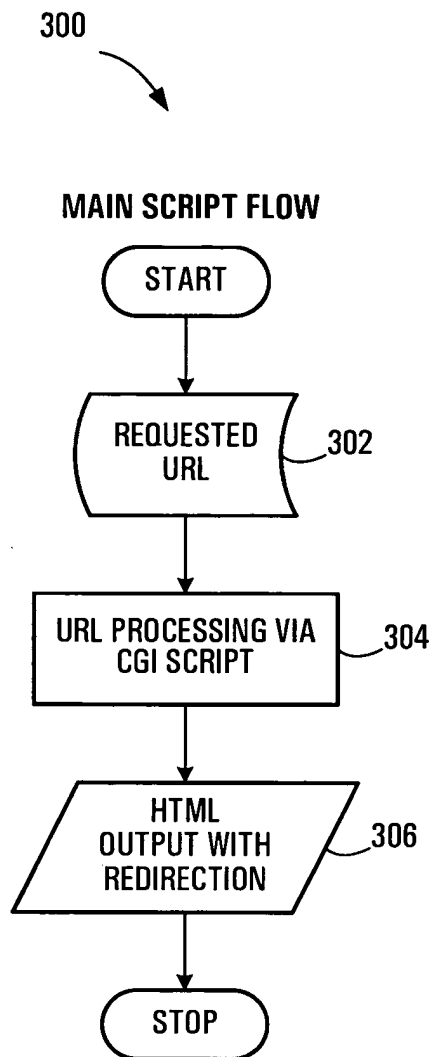 300
MAIN SCRIPT FLOW
START
REQUESTED
URL
302
URL PROCESSING VIA
CGI SCRIPT
304
HTML
OUTPUT WITH
REDIRECTION
306
STOP